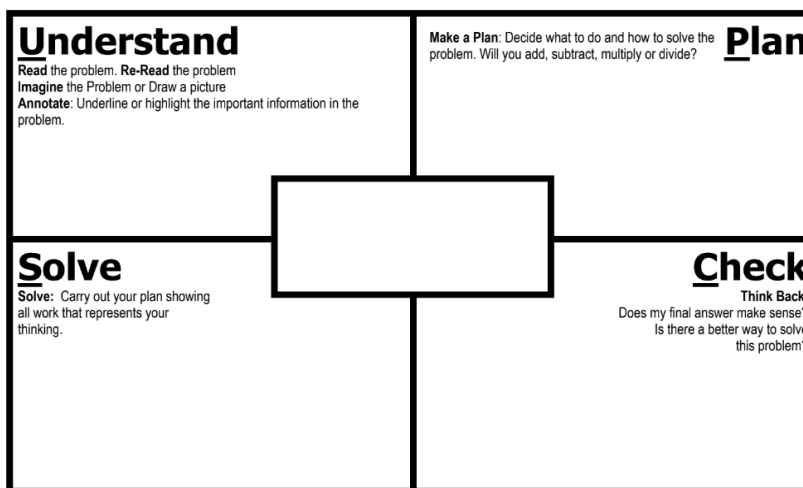 Understand
Read the problem. Re-Read the problem
Imagine the Problem or Draw a picture
Annotate: Underline or highlight the important information in the
problem.
Make a Plan: Decide what to do and how to solve the
problem. Will you add, subtract, multiply or divide?
Plan
Solve
Solve: Carry out your plan showing
all work that represents your
thinking.
Check
Think Back
Does my final answer make sense?
Is there a better way to solve
this problem?